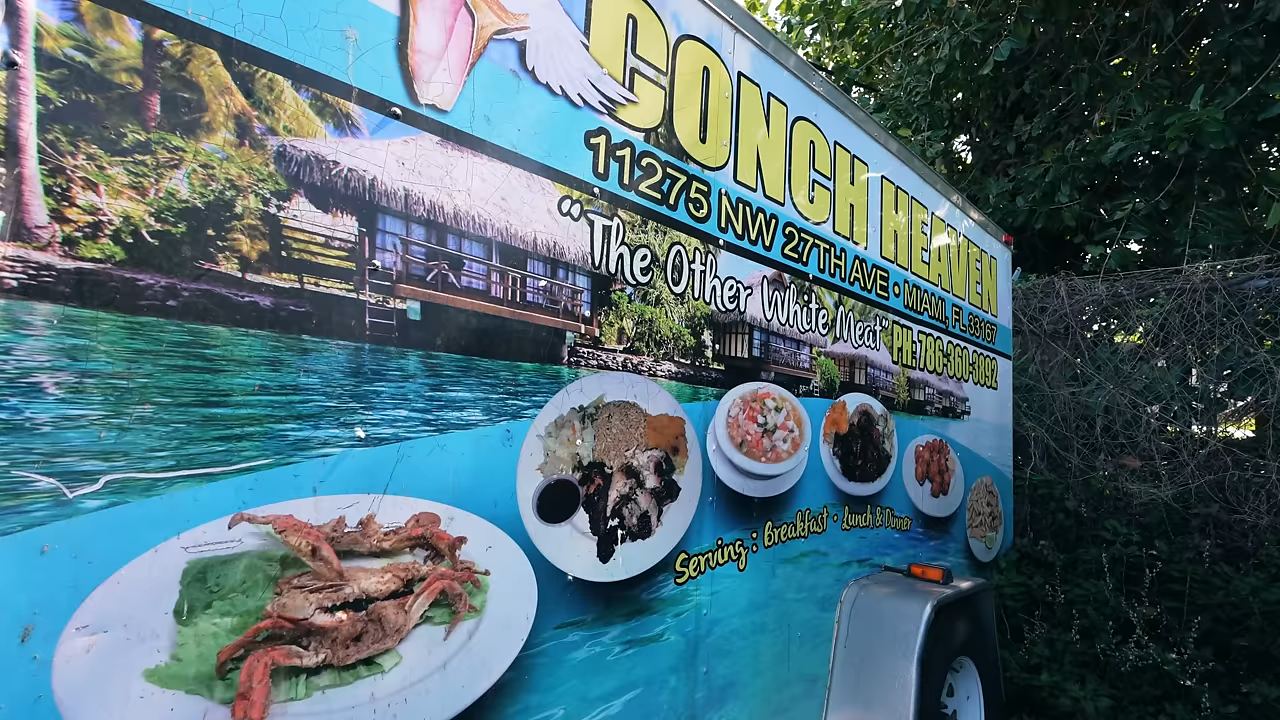 CONCH HEAVEN
11275 NW 27TH AVE • MIAMI, FL 33167
"The Other White Meat" PH: 786-360-3892
Serving: Breakfast • Lunch & Dinner